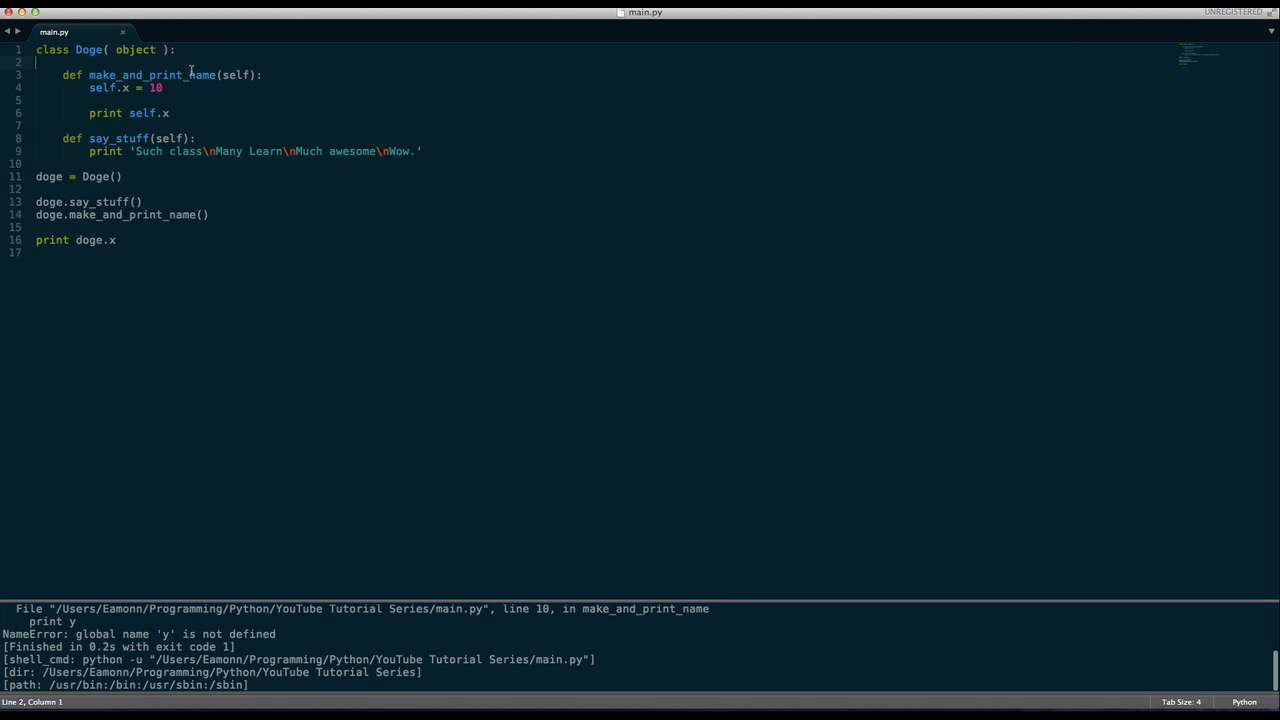 main.py
UNREGISTERED
main.py ×
1 class Doge( object ):
2
3     def make_and_print_name(self):
4         self.x = 10
5
6         print self.x
7
8     def say_stuff(self):
9         print 'Such class\nMany Learn\nMuch awesome\nWow.'
10
11 doge = Doge()
12
13 doge.say_stuff()
14 doge.make_and_print_name()
15
16 print doge.x
17
File "/Users/Eamonn/Programming/Python/YouTube Tutorial Series/main.py", line 10, in make_and_print_name
print y
NameError: global name 'y' is not defined
[Finished in 0.2s with exit code 1]
[shell_cmd: python -u "/Users/Eamonn/Programming/Python/YouTube Tutorial Series/main.py"]
[dir: /Users/Eamonn/Programming/Python/YouTube Tutorial Series]
[path: /usr/bin:/bin:/usr/sbin:/sbin]
Line 2, Column 1
Tab Size: 4
Python